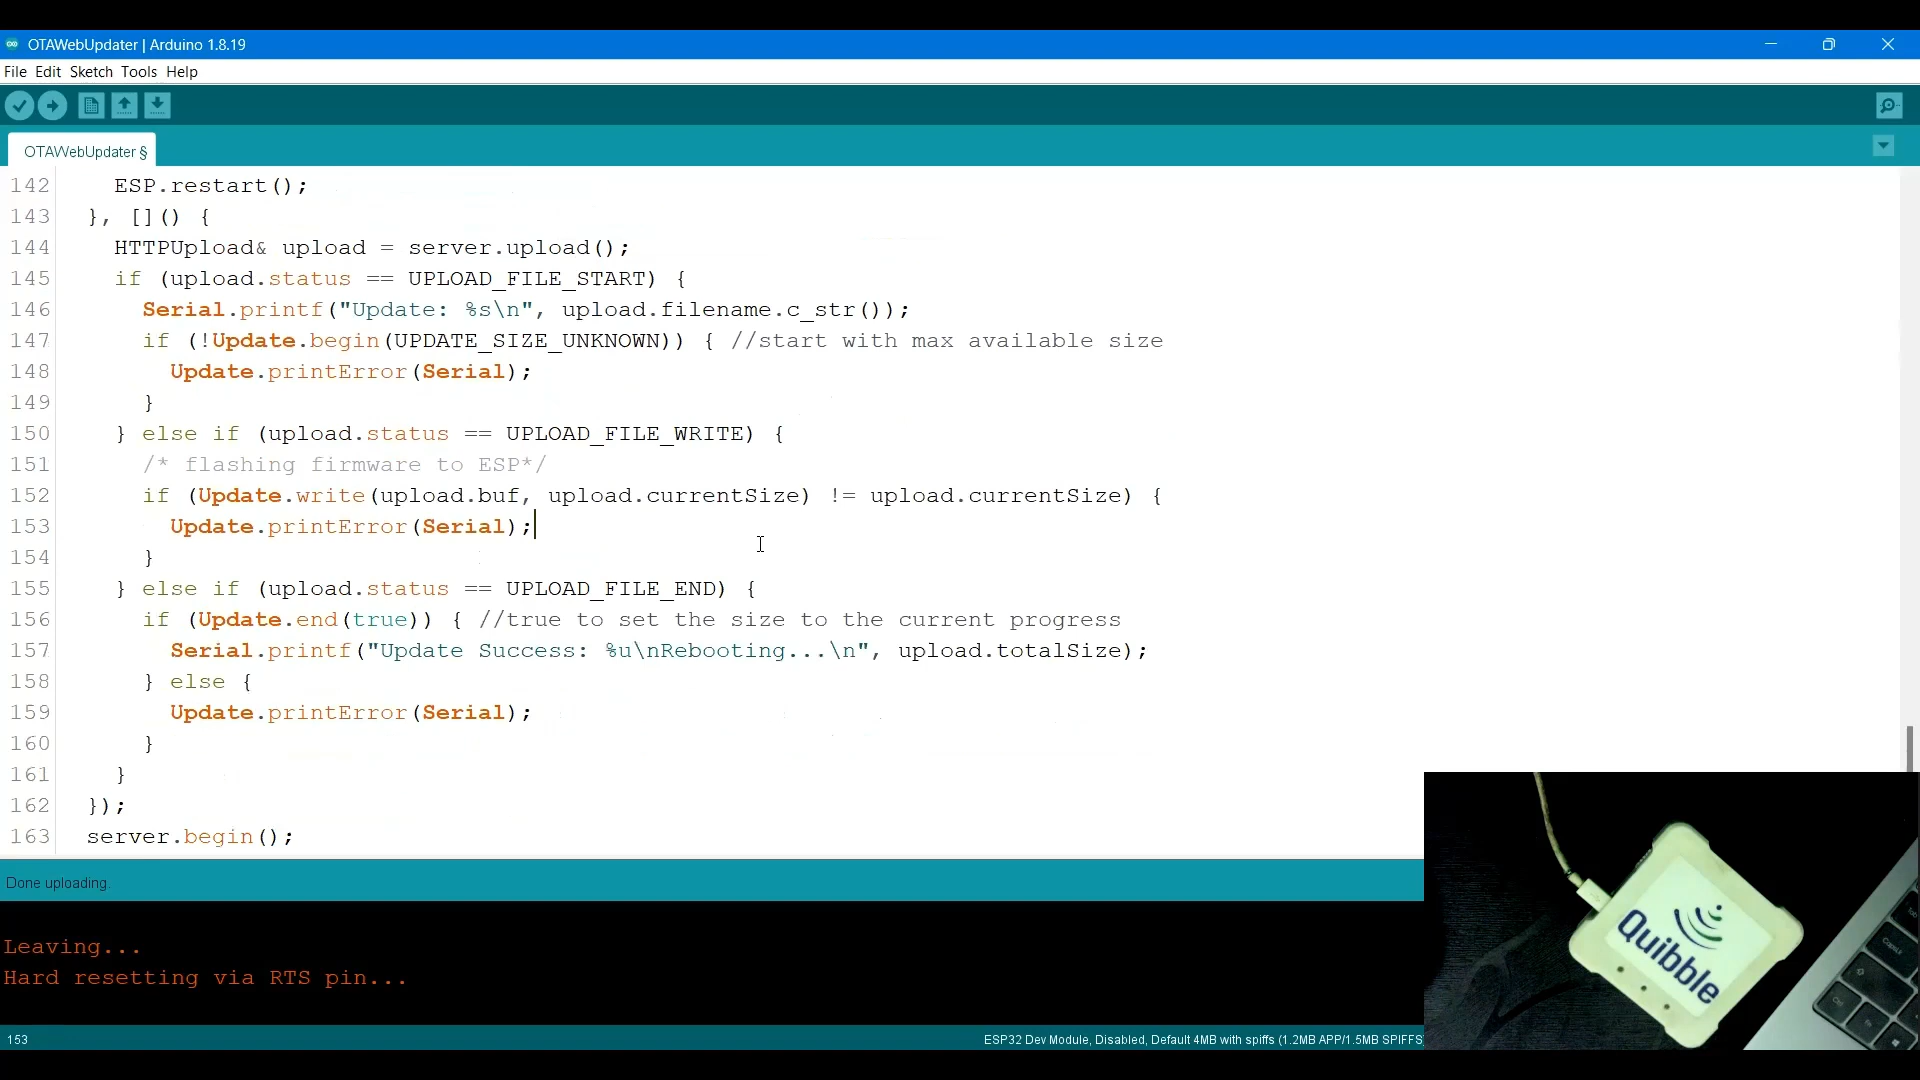 OTAWebUpdater | Arduino 1.8.19
File Edit Sketch Tools Help
OTAWebUpdater §
142 ESP.restart();
143 }, []() {
144 HTTPUpload& upload = server.upload();
145 if (upload.status == UPLOAD_FILE_START) {
146 Serial.printf("Update: %s\n", upload.filename.c_str());
147 if (!Update.begin(UPDATE_SIZE_UNKNOWN)) { //start with max available size
148 Update.printError(Serial);
149 }
150 } else if (upload.status == UPLOAD_FILE_WRITE) {
151 /* flashing firmware to ESP*/
152 if (Update.write(upload.buf, upload.currentSize) != upload.currentSize) {
153 Update.printError(Serial);
154 }
155 } else if (upload.status == UPLOAD_FILE_END) {
156 if (Update.end(true)) { //true to set the size to the current progress
157 Serial.printf("Update Success: %u\nRebooting...\n", upload.totalSize);
158 } else {
159 Update.printError(Serial);
160 }
161 }
162 });
163 server.begin();
Done uploading.
Leaving...
Hard resetting via RTS pin...
153
ESP32 Dev Module, Disabled, Default 4MB with spiffs (1.2MB APP/1.5MB SPIFFS
Quibble